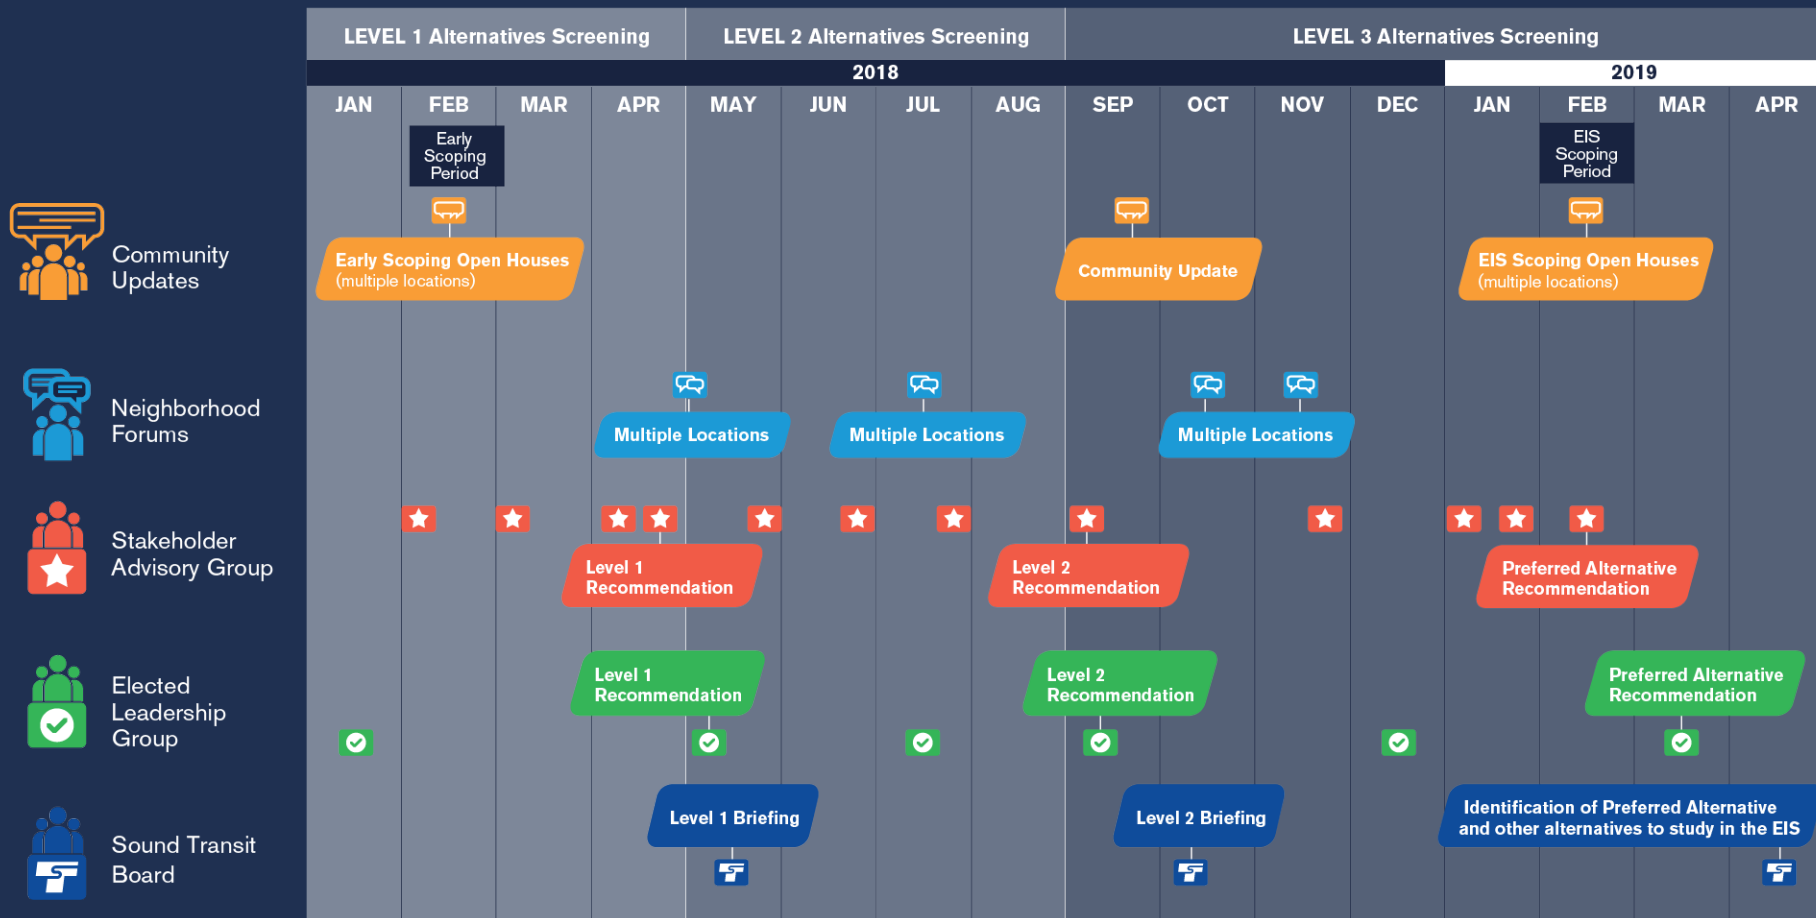 LEVEL 1 Alternatives Screening
LEVEL 2 Alternatives Screening
LEVEL 3 Alternatives Screening
2018
2019
JAN
FEB
MAR
APR
MAY
JUN
JUL
AUG
SEP
OCT
NOV
DEC
JAN
FEB
MAR
APR
Early
Scoping
Period
EIS
Scoping
Period
Community
Updates
Early Scoping Open Houses
(multiple locations)
Community Update
EIS Scoping Open Houses
(multiple locations)
Neighborhood
Forums
Multiple Locations
Multiple Locations
Multiple Locations
Stakeholder
Advisory Group
Level 1
Recommendation
Level 2
Recommendation
Preferred Alternative
Recommendation
Elected
Leadership
Group
Level 1
Recommendation
Level 2
Recommendation
Preferred Alternative
Recommendation
Sound Transit
Board
Level 1 Briefing
Level 2 Briefing
Identification of Preferred Alternative
and other alternatives to study in the EIS